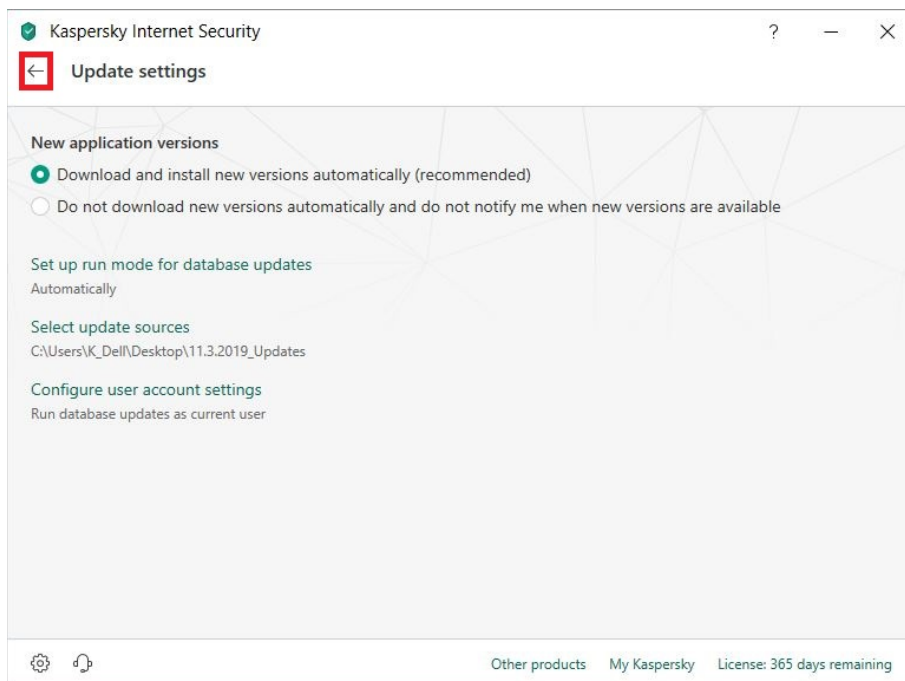 Kaspersky Internet Security
?
Update settings
New application versions
Download and install new versions automatically (recommended)
Do not download new versions automatically and do not notify me when new versions are available
Set up run mode for database updates
Automatically
Select update sources
C:\Users\K_Dell\Desktop\11.3.2019_Updates
Configure user account settings
Run database updates as current user
Other products My Kaspersky License: 365 days remaining